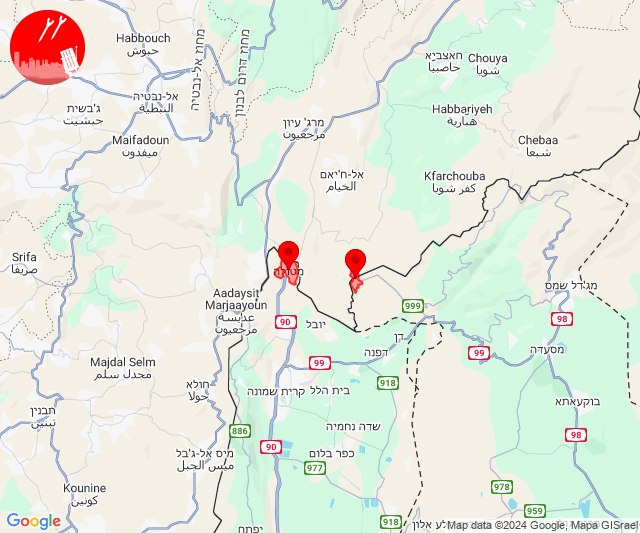 Habbouch
حبوش
מחוז אל-נבטיה
מחוז דרום לבנון
חאצביא
حاصبيا
Chouya
شويا
אל-נבטיה
النبطية
ג'בשית
جبشيت
Habbariyeh
هبارية
מרג' עיון
مرجعيون
Maifadoun
ميفدون
Chebaa
شبعا
אל-ח'יאם
الخيام
Kfarchouba
كفر شوبا
Srifa
صريفا
מטולה
Aadaysit
Marjaayoun
عديسة
مرجعيون
מג'דל שמס
999
90
יובל
98
דן
99
דפנה
99
מסעדה
Majdal Selm
مجدل سلم
חולא
حولا
קרית שמונה
בית הלל
918
בוקעאתא
תבנין
تبنين
שדה נחמיה
886
90
98
מיס אל-ג'בל
ميس الجبل
כפר בלום
977
Kounine
كونين
978
959
Google
יפתח
918
אלון
Map data ©2024 Google, Mapa GISrael